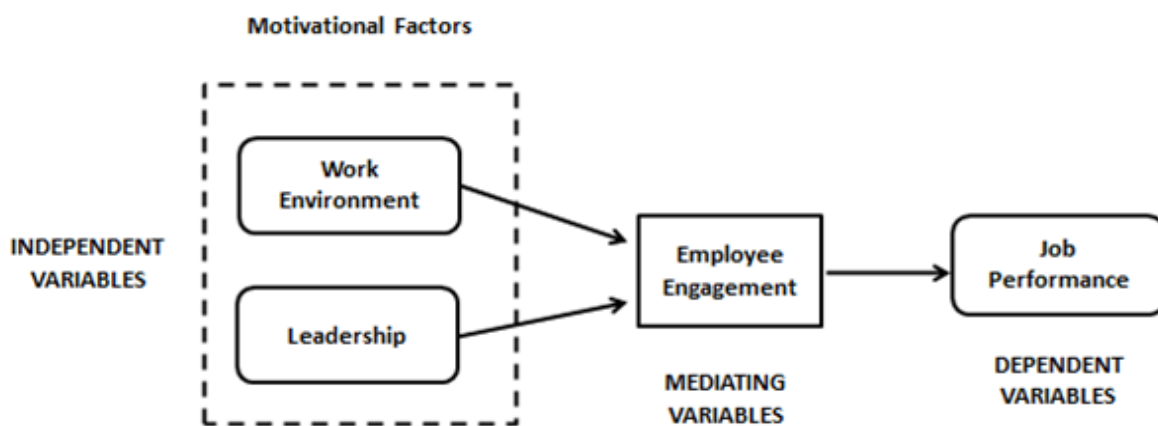 Motivational Factors
Work
Environment
INDEPENDENT
VARIABLES
Leadership
Employee
Engagement
MEDIATING
VARIABLES
Job
Performance
DEPENDENT
VARIABLES